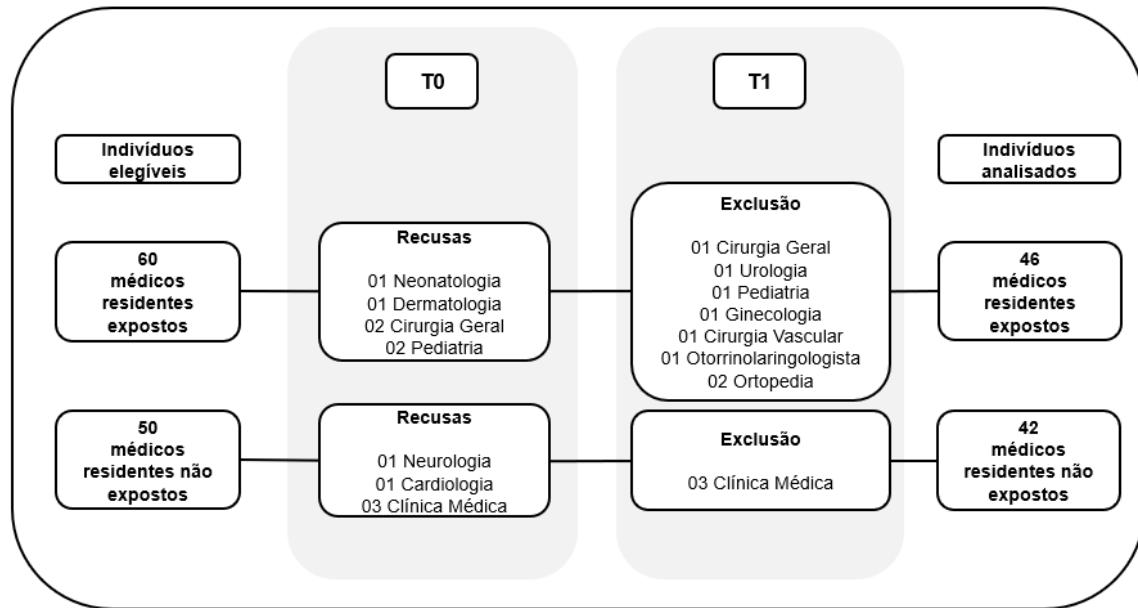 T0
T1
Indivíduos
elegíveis
Indivíduos
analisados
60
médicos
residentes
expostos
Recusas
01 Neonatologia
01 Dermatologia
02 Cirurgia Geral
02 Pediatria
Exclusão
01 Cirurgia Geral
01 Urologia
01 Pediatria
01 Ginecologia
01 Cirurgia Vascular
01 Otorrinolaringologista
02 Ortopedia
46
médicos
residentes
expostos
50
médicos
residentes não
expostos
Recusas
01 Neurologia
01 Cardiologia
03 Clínica Médica
Exclusão
03 Clínica Médica
42
médicos
residentes não
expostos